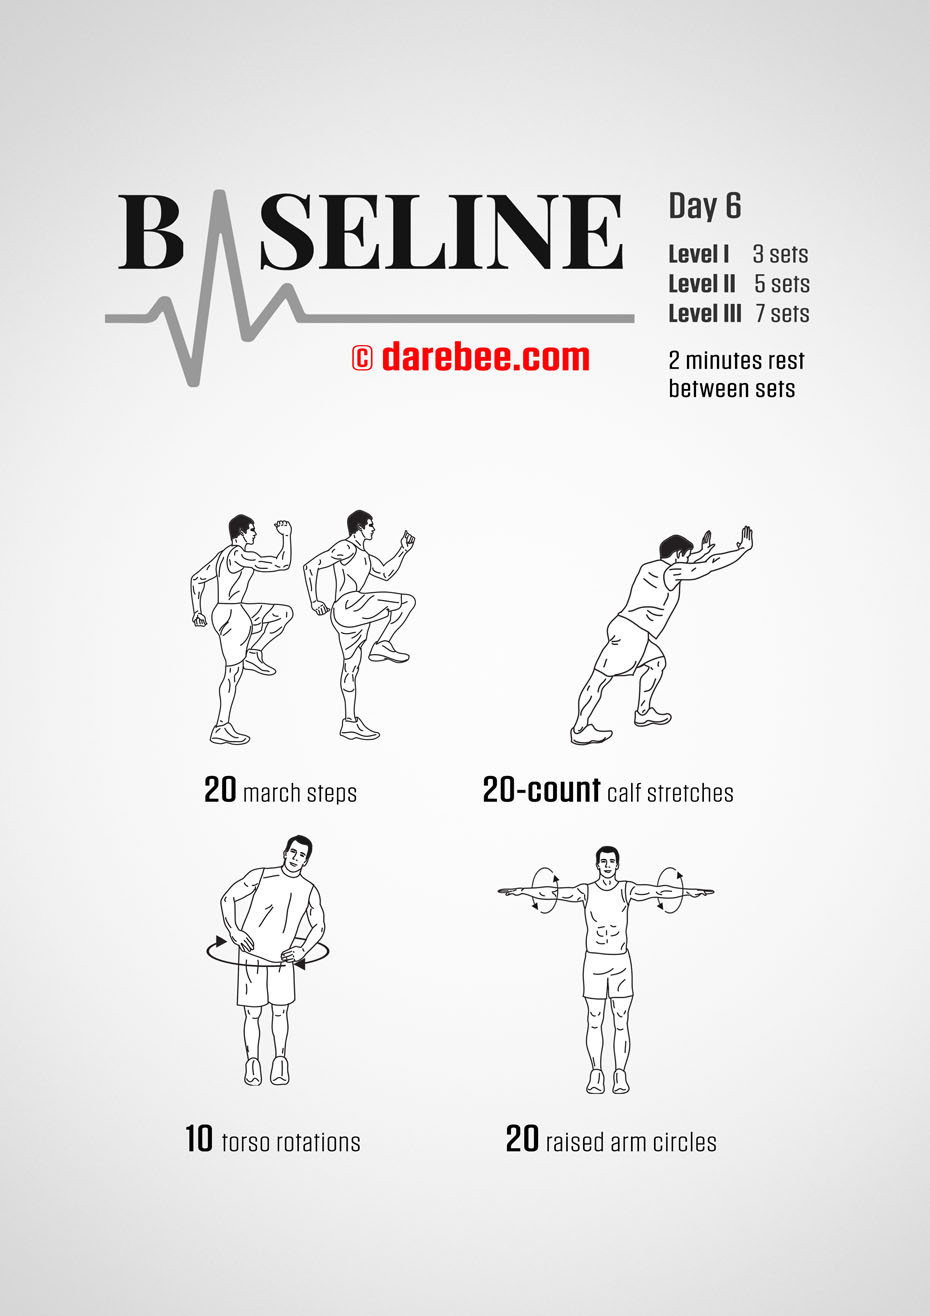 BASELINE
© darebee.com
Day 6
Level I 3 sets
Level II 5 sets
Level III 7 sets
2 minutes rest
between sets
20 march steps
20-count calf stretches
10 torso rotations
20 raised arm circles